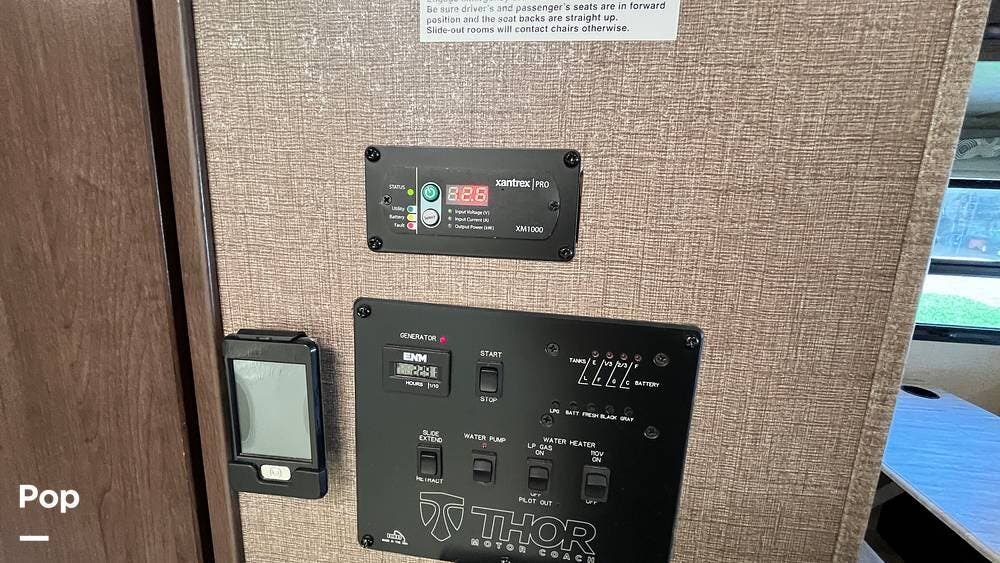 Be sure driver's and passenger's seats are in forward
position and the seat backs are straight up.
Slide-out rooms will contact chairs otherwise.
xantrex | PRO
STATUS
Utility
Battery
Fault
Input Voltage (V)
Input Current (A)
Output Power (kW)
XM1000
GENERATOR
ENM
HOURS 1/10
START
STOP
TANKS E 1/3 2/3 F
L F G C BATTERY
LPG BATT FRESH BLACK GRAY
SLIDE
EXTEND
RETRACT
WATER PUMP
WATER HEATER
LP GAS
ON
OFF
PILOT OUT
110V
ON
OFF
THOR
MOTOR COACH
Pop